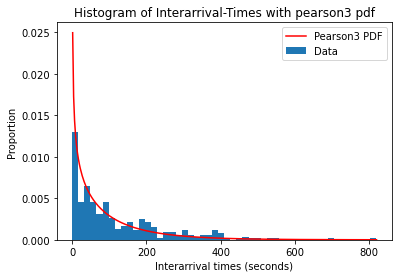 Histogram of Interarrival-Times with pearson3 pdf
Pearson3 PDF
Data
0.025
0.020
0.015
0.010
0.005
0.000
Proportion
0
200
400
600
800
Interarrival times (seconds)